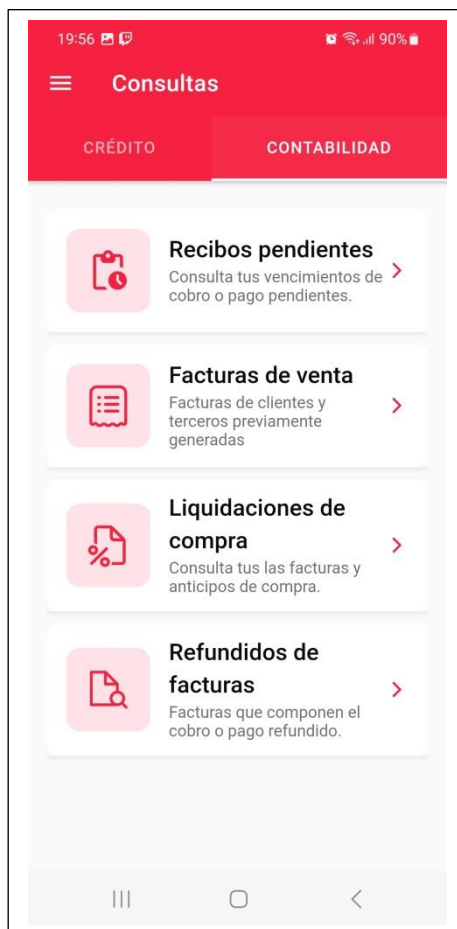 19:56 90%
Consultas
CRÉDITO CONTABILIDAD
Recibos pendientes
Consulta tus vencimientos de
cobro o pago pendientes.
Facturas de venta
Facturas de clientes y
terceros previamente
generadas
Liquidaciones de
compra
Consulta tus las facturas y
anticipos de compra.
Refundidos de
facturas
Facturas que componen el
cobro o pago refundido.